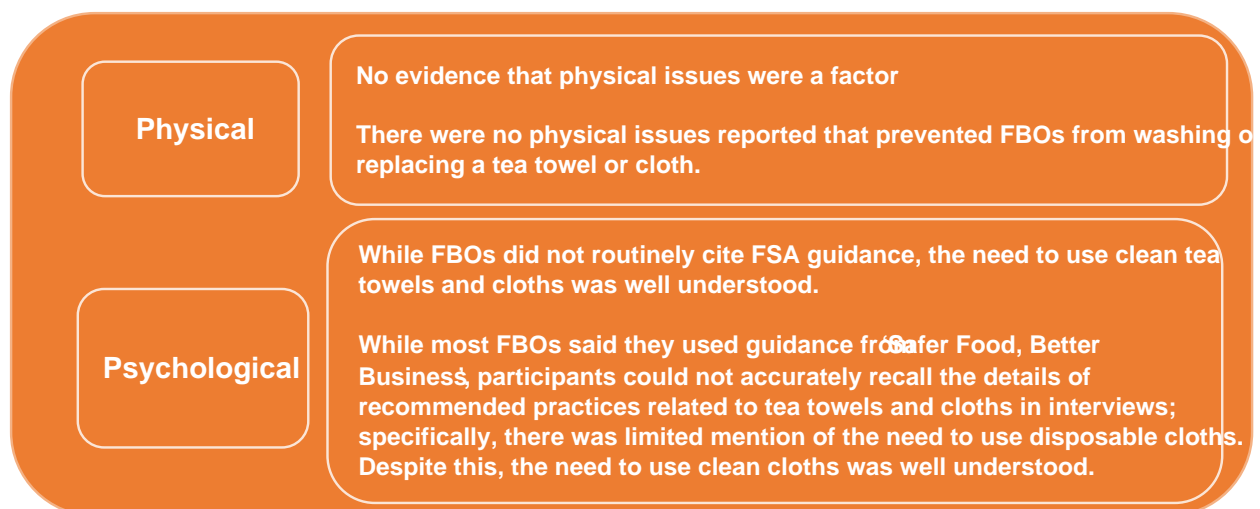 Physical
No evidence that physical issues were a factor
There were no physical issues reported that prevented FBOs from washing o
replacing a tea towel or cloth.
Psychological
While FBOs did not routinely cite FSA guidance, the need to use clean tea
towels and cloths was well understood.
While most FBOs said they used guidance from ‘Safer Food, Better
Business’, participants could not accurately recall the details of
recommended practices related to tea towels and cloths in interviews;
specifically, there was limited mention of the need to use disposable cloths.
Despite this, the need to use clean cloths was well understood.